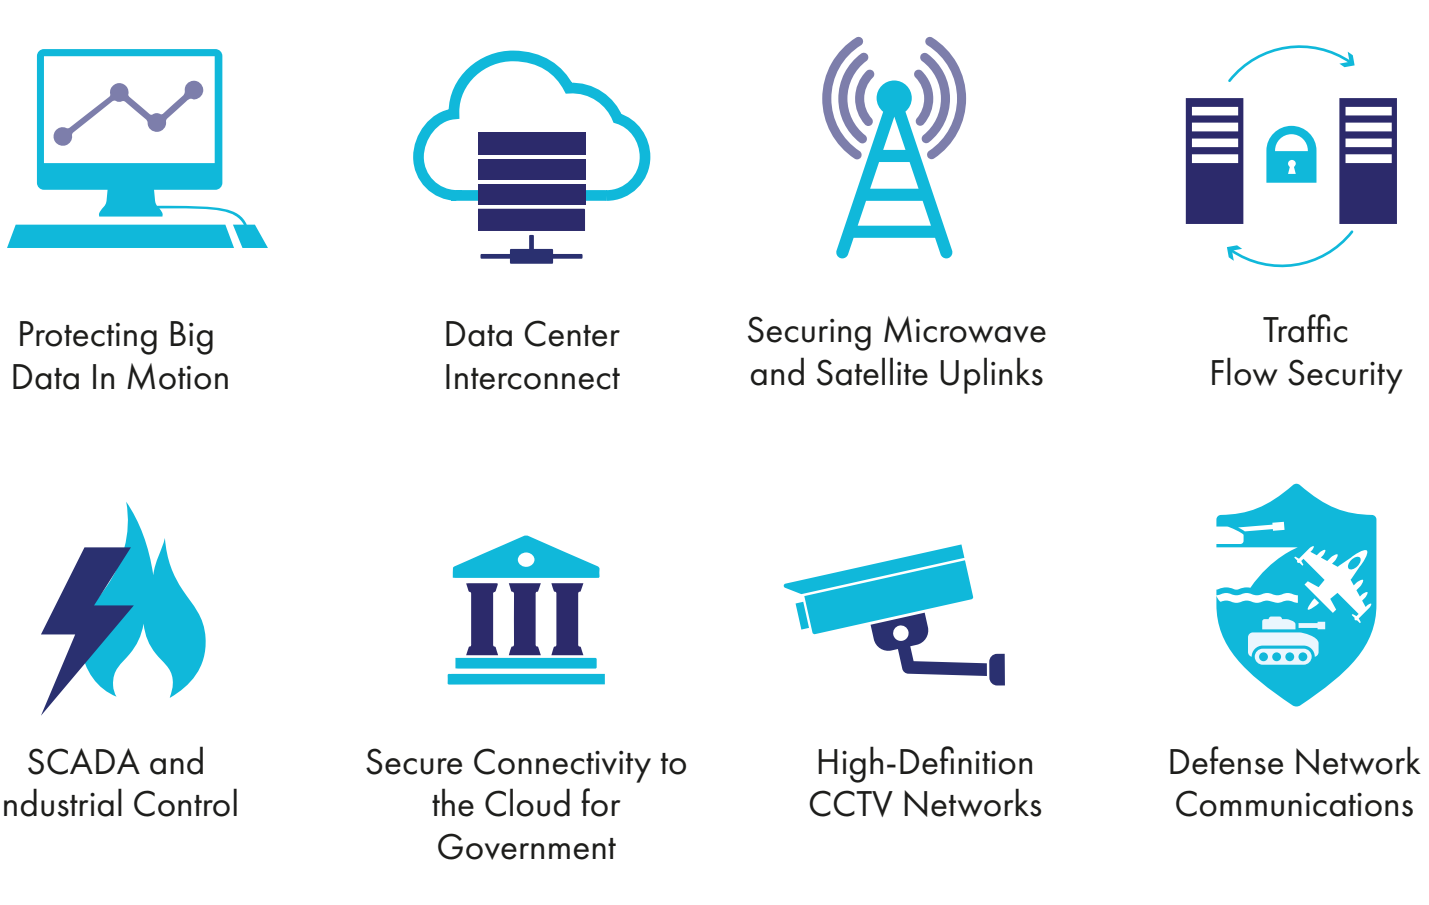 Protecting Big
Data In Motion
Data Center
Interconnect
Securing Microwave
and Satellite Uplinks
Traffic
Flow Security
SCADA and
ndustrial Control
Secure Connectivity to
the Cloud for
Government
High-Definition
CCTV Networks
Defense Network
Communications